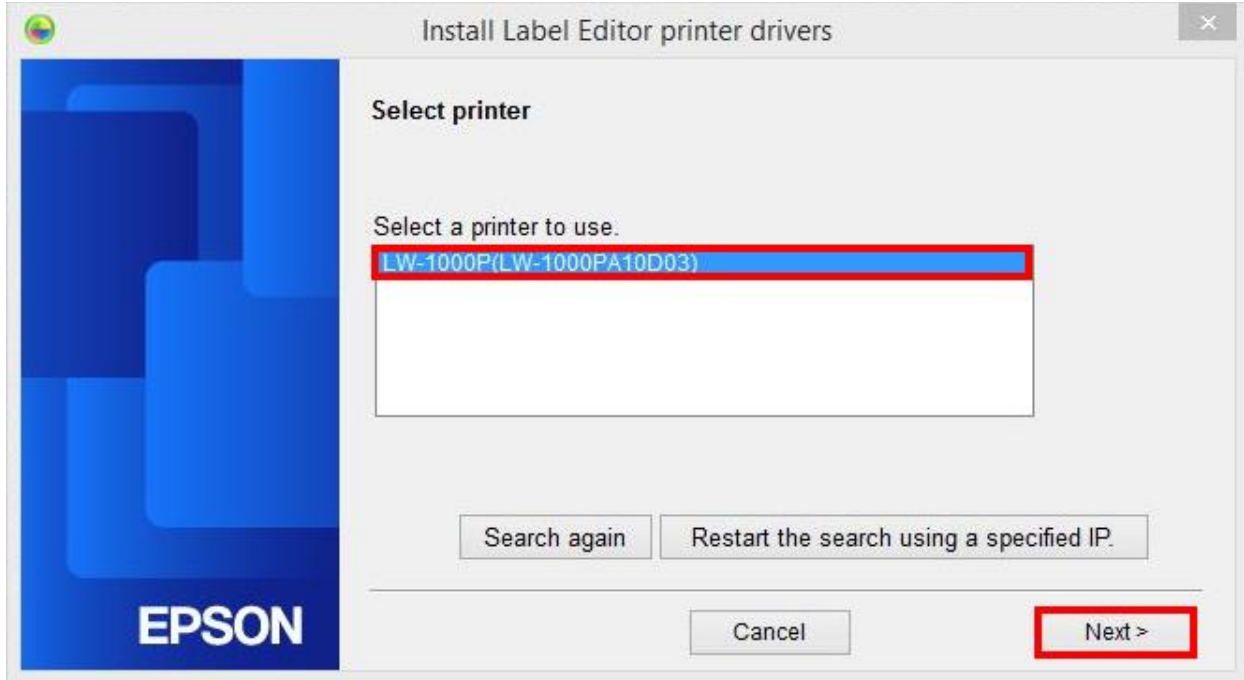 Install Label Editor printer drivers
Select printer
Select a printer to use.
LW-1000P(LW-1000PA10D03)
Search again
Restart the search using a specified IP.
EPSON
Cancel
Next >